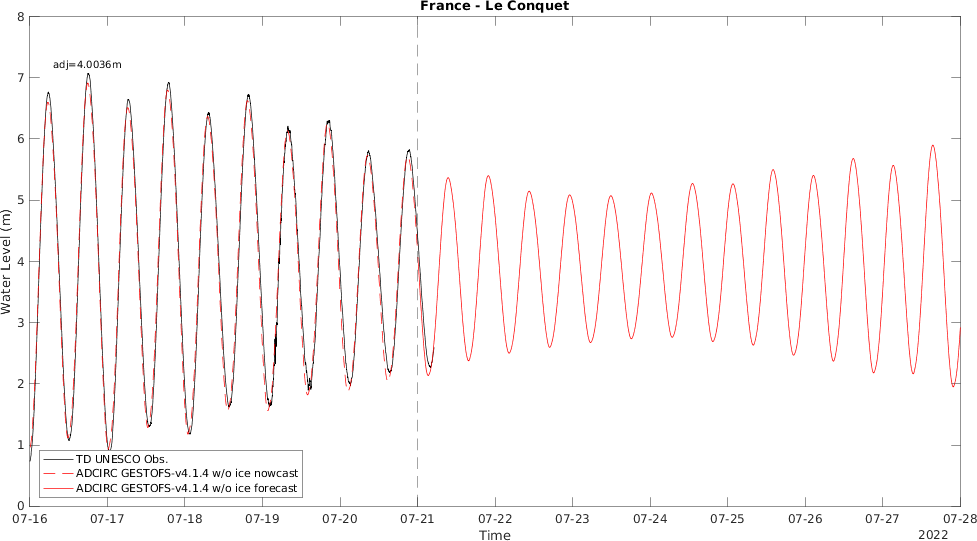 France - Le Conquet
adj=4.0036m
8
7
6
5
4
3
2
1
0
Water Level (m)
TD UNESCO Obs.
ADCIRC GESTOFS-v4.1.4 w/o ice nowcast
ADCIRC GESTOFS-v4.1.4 w/o ice forecast
07-16 07-17 07-18 07-19 07-20 07-21 07-22 07-23 07-24 07-25 07-26 07-27 07-28
Time
2022